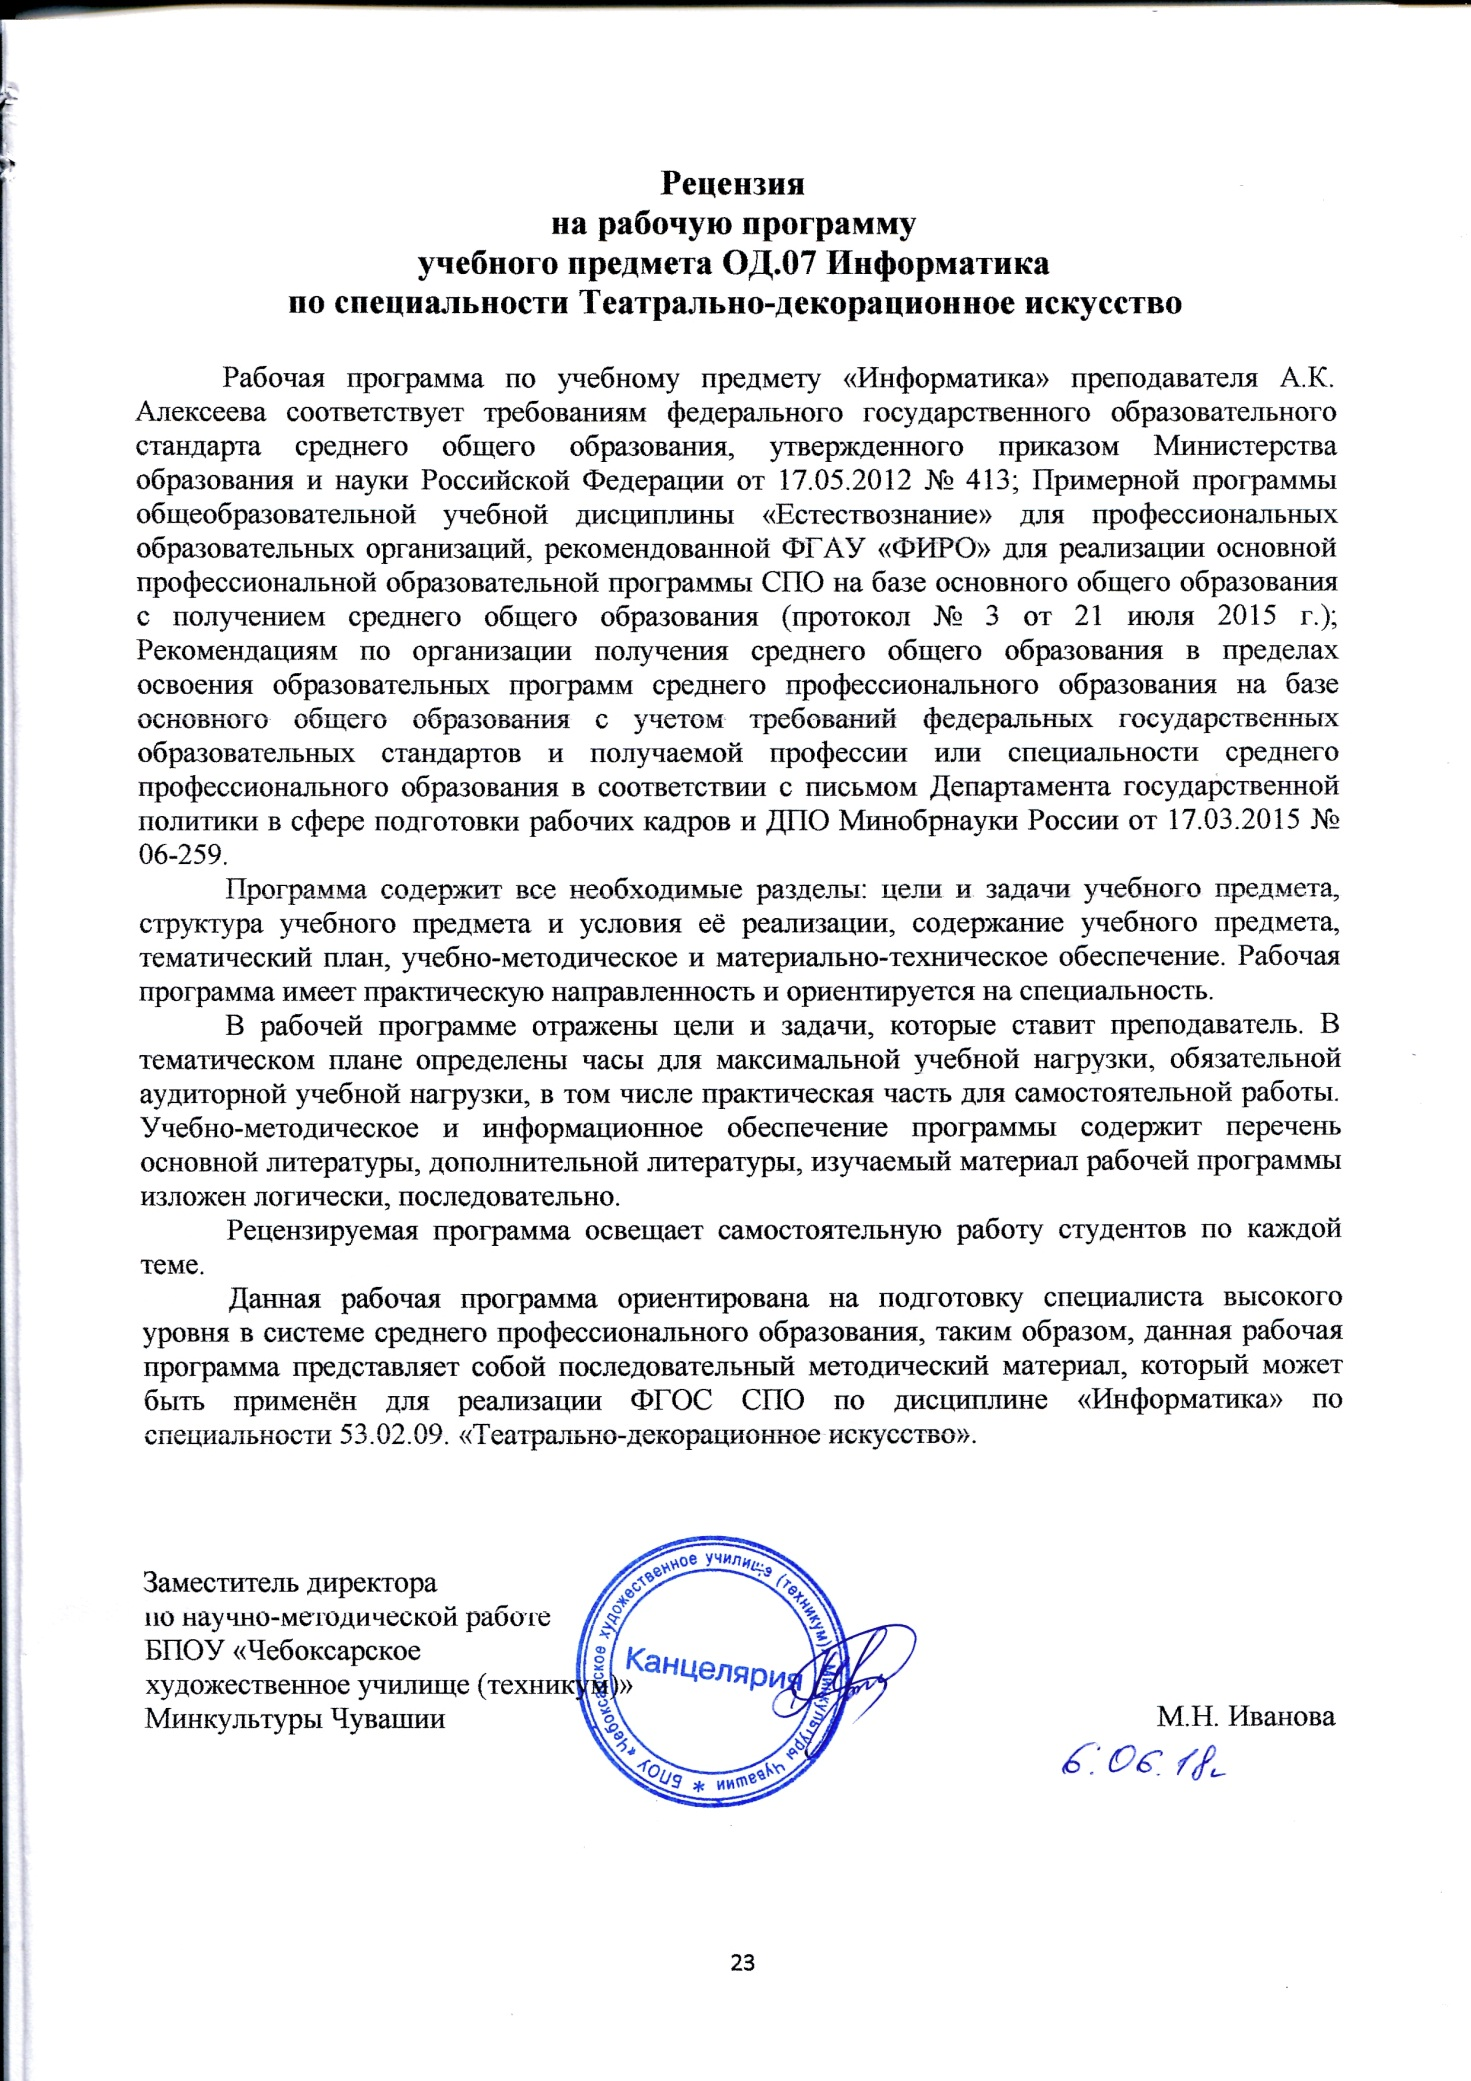 Рецензия
на рабочую программу
учебного предмета ОД.07 Информатика
по специальности Театрально-декорационное искусство
Рабочая программа по учебному предмету «Информатика» преподавателя А.К.
Алексеева соответствует требованиям федерального государственного образовательного
стандарта среднего общего образования, утвержденного приказом Министерства
образования и науки Российской Федерации от 17.05.2012 № 413; Примерной программы
общеобразовательной учебной дисциплины «Естествознание» для профессиональных
образовательных организаций, рекомендованной ФГАУ «ФИРО» для реализации основной
профессиональной образовательной программы СПО на базе основного общего образования
с получением среднего общего образования (протокол № 3 от 21 июля 2015 г.);
Рекомендациям по организации получения среднего общего образования в пределах
освоения образовательных программ среднего профессионального образования на базе
основного общего образования с учетом требований федеральных государственных
образовательных стандартов и получаемой профессии или специальности среднего
профессионального образования в соответствии с письмом Департамента государственной
политики в сфере подготовки рабочих кадров и ДПО Минобрнауки России от 17.03.2015 №
06-259.
Программа содержит все необходимые разделы: цели и задачи учебного предмета,
структура учебного предмета и условия её реализации, содержание учебного предмета,
тематический план, учебно-методическое и материально-техническое обеспечение. Рабочая
программа имеет практическую направленность и ориентируется на специальность.
В рабочей программе отражены цели и задачи, которые ставит преподаватель. В
тематическом плане определены часы для максимальной учебной нагрузки, обязательной
аудиторной учебной нагрузки, в том числе практическая часть для самостоятельной работы.
Учебно-методическое и информационное обеспечение программы содержит перечень
основной литературы, дополнительной литературы, изучаемый материал рабочей программы
изложен логически, последовательно.
Рецензируемая программа освещает самостоятельную работу студентов по каждой
теме.
Данная рабочая программа ориентирована на подготовку специалиста высокого
уровня в системе среднего профессионального образования, таким образом, данная рабочая
программа представляет собой последовательный методический материал, который может
быть применён для реализации ФГОС СПО по дисциплине «Информатика» по
специальности 53.02.09. «Театрально-декорационное искусство».
Заместитель директора
по научно-методической работе
БПОУ «Чебоксарское
художественное училище (техникум)»
Минкультуры Чувашии
М.Н. Иванова
6.06.18г
БПОУ «Чебоксарское художественное училище (техникум)» Минкультуры Чувашии *
Канцелярия
23